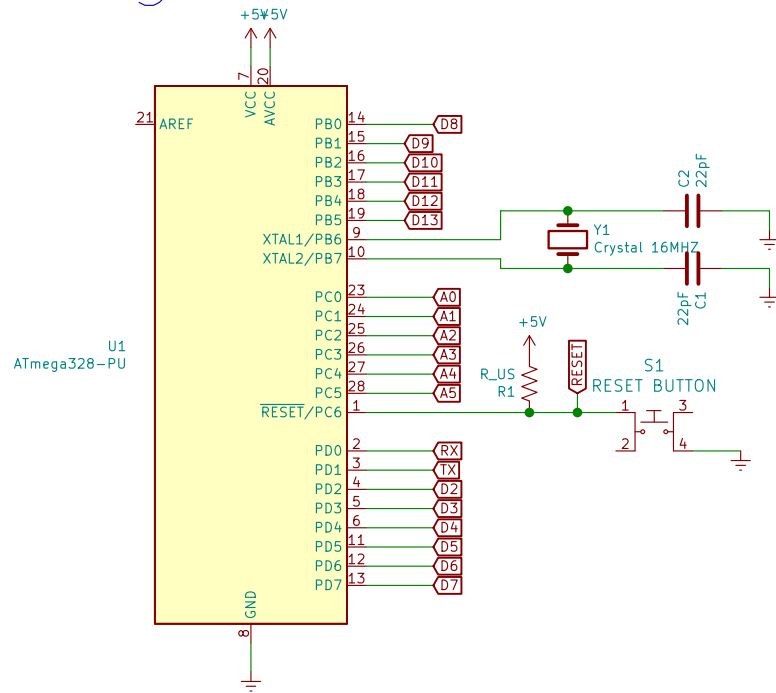 +5V
+5V
7
VCC
20
AVCC
21
AREF
PB0
14
D8
PB1
15
D9
PB2
16
D10
PB3
17
D11
PB4
18
D12
PB5
19
D13
XTAL1/PB6
9
XTAL2/PB7
10
C2
22pF
Y1
Crystal 16MHZ
22pF
C1
PC0
23
A0
PC1
24
A1
PC2
25
A2
PC3
26
A3
PC4
27
A4
PC5
28
A5
RESET/PC6
1
U1
ATmega328-PU
+5V
R_US
R1
RESET
S1
RESET BUTTON
1
3
2
4
PD0
2
RX
PD1
3
TX
PD2
4
D2
PD3
5
D3
PD4
6
D4
PD5
11
D5
PD6
12
D6
PD7
13
D7
GND
8